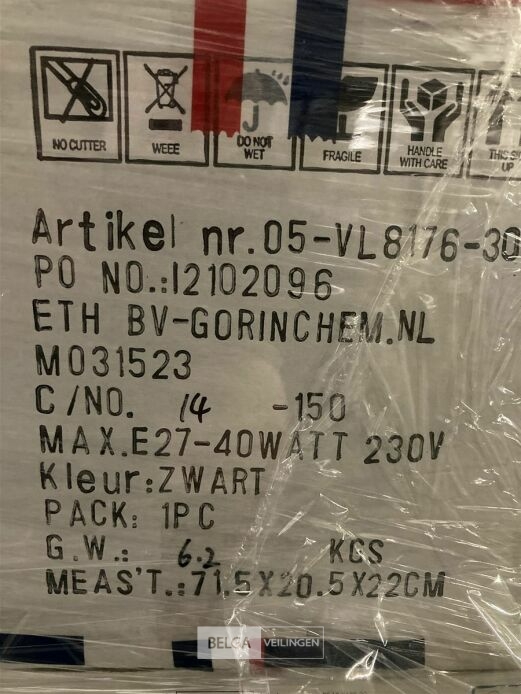 NO CUTTER
WEEE
DO NOT WET
FRAGILE
HANDLE WITH CARE
UP
Artikel nr.05-VL8176-30
PO NO.:I2102096
ETH BV-GORINCHEM.NL
M031523
C/NO. 14 -150
MAX.E27-40WATT 230V
Kleur:ZWART
PACK: 1PC
G.W.: 6.2 KGS
MEAS'T.:71.5X20.5X22CM
BELGA VEILINGEN